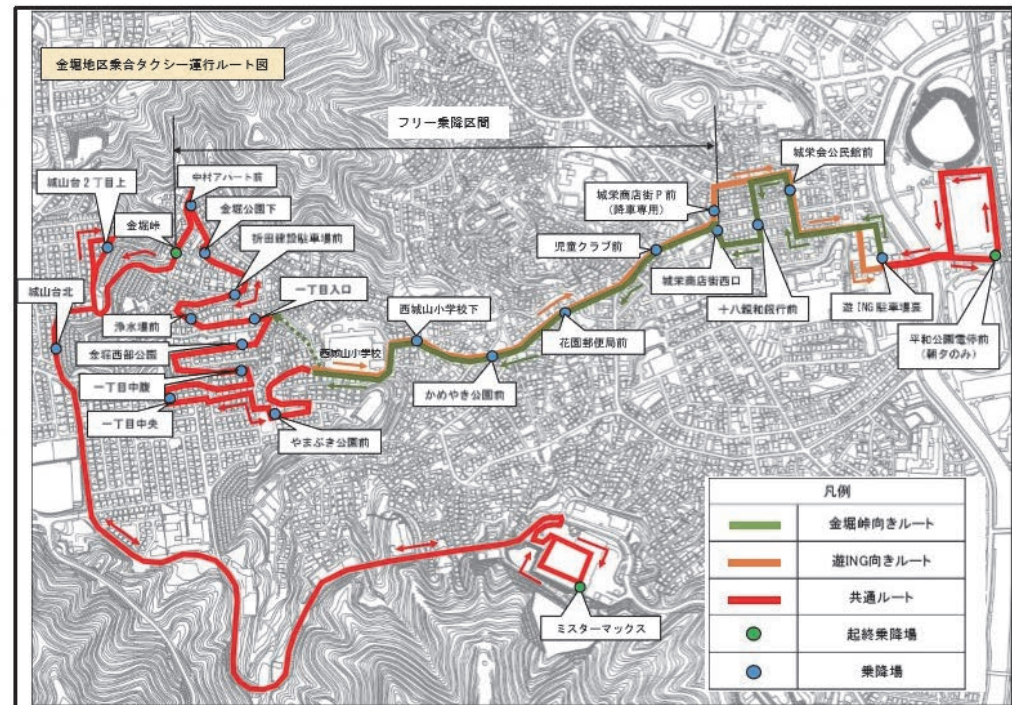 金堀地区乗合タクシー運行ルート図
フリー乗降区間
城山台2丁目上
中村アパート前
城栄会公民館前
金堀峠
金堀公園下
城栄商店街P前
(降車専用)
折田建設駐車場前
児童クラブ前
城山台北
一丁目入口
西城山小学校下
城栄商店街西口
十八親和銀行前
遊ING駐車場裏
浄水場前
西城山小学校
花園郵便局前
平和公園電停前
(朝夕のみ)
金堀西部公園
一丁目中腹
かめやき公園前
一丁目中央
やまぶき公園前
凡例
金堀峠向きルート
遊ING向きルート
共通ルート
起終乗降場
乗降場
ミスターマックス